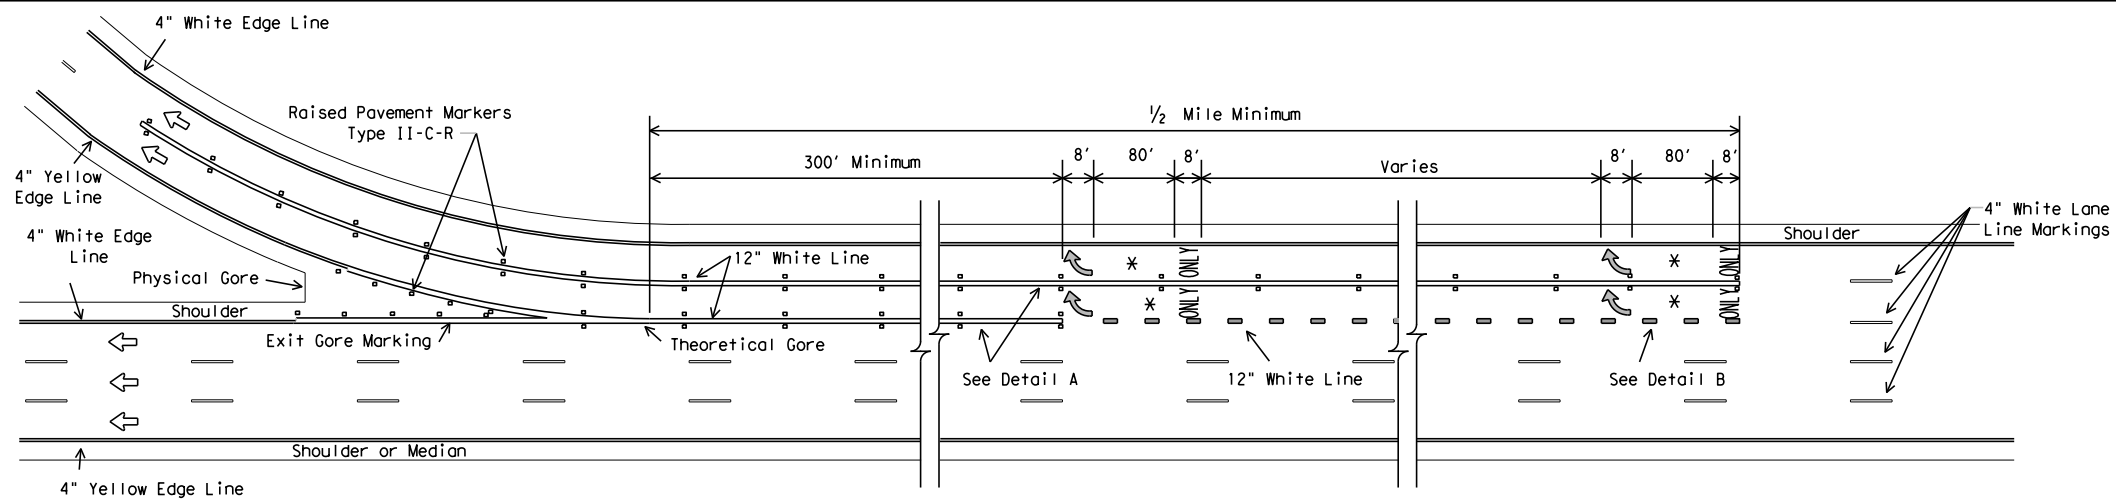 4" White Edge Line
½ Mile Minimum
Raised Pavement Markers
Type II-C-R
300' Minimum
8'
80'
8'
Varies
8'
80'
8'
4" Yellow
Edge Line
4" White Lane
Line Markings
4" White Edge
Line
Shoulder
12" White Line
*
ONLY
*
ONLY
Physical Gore
*
ONLY
*
ONLY
Shoulder
Exit Gore Marking
Theoretical Gore
See Detail A
12" White Line
See Detail B
Shoulder or Median
4" Yellow Edge Line